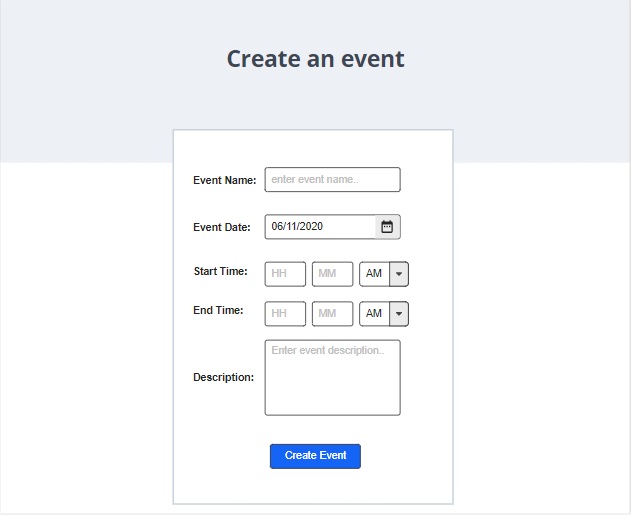 Create an event
Event Name: enter event name..
Event Date: 06/11/2020
Start Time: HH MM AM
End Time: HH MM AM
Description: Enter event description..
Create Event